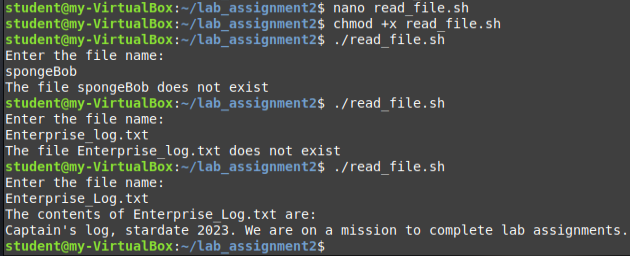 student@my-VirtualBox:~/lab_assignment2$ nano read_file.sh
student@my-VirtualBox:~/lab_assignment2$ chmod +x read_file.sh
student@my-VirtualBox:~/lab_assignment2$ ./read_file.sh
Enter the file name:
spongeBob
The file spongeBob does not exist
student@my-VirtualBox:~/lab_assignment2$ ./read_file.sh
Enter the file name:
Enterprise_log.txt
The file Enterprise_log.txt does not exist
student@my-VirtualBox:~/lab_assignment2$ ./read_file.sh
Enter the file name:
Enterprise_Log.txt
The contents of Enterprise_Log.txt are:
Captain's log, stardate 2023. We are on a mission to complete lab assignments.
student@my-VirtualBox:~/lab_assignment2$